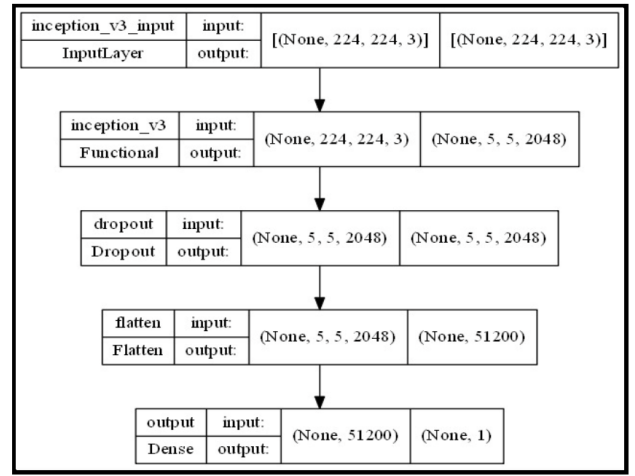 inception_v3_input input: [(None, 224, 224, 3)] [(None, 224, 224, 3)]
InputLayer output:
inception_v3 input: (None, 224, 224, 3) (None, 5, 5, 2048)
Functional output:
dropout input: (None, 5, 5, 2048) (None, 5, 5, 2048)
Dropout output:
flatten input: (None, 5, 5, 2048) (None, 51200)
Flatten output:
output input: (None, 51200) (None, 1)
Dense output: